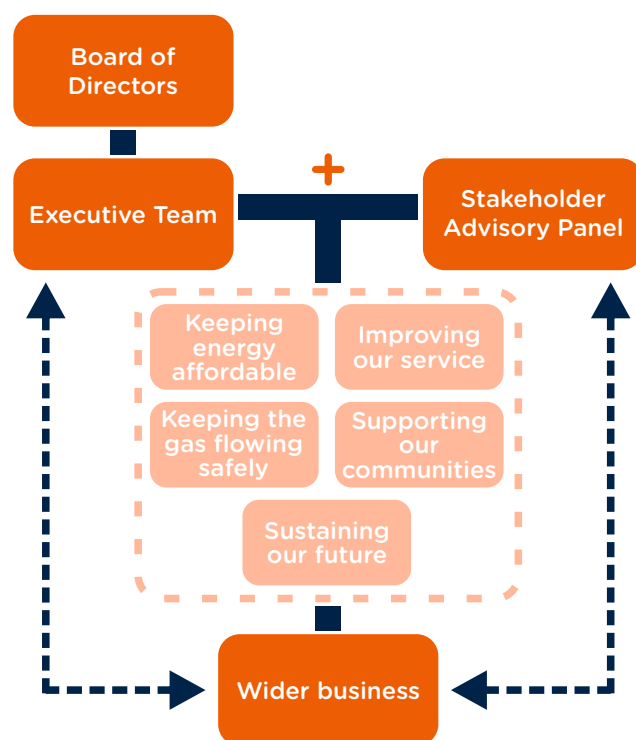 Board of
Directors
+
Executive Team
Stakeholder
Advisory Panel
Keeping
energy
affordable
Improving
our service
Keeping the
gas flowing
safely
Supporting
our
communities
Sustaining
our future
Wider business